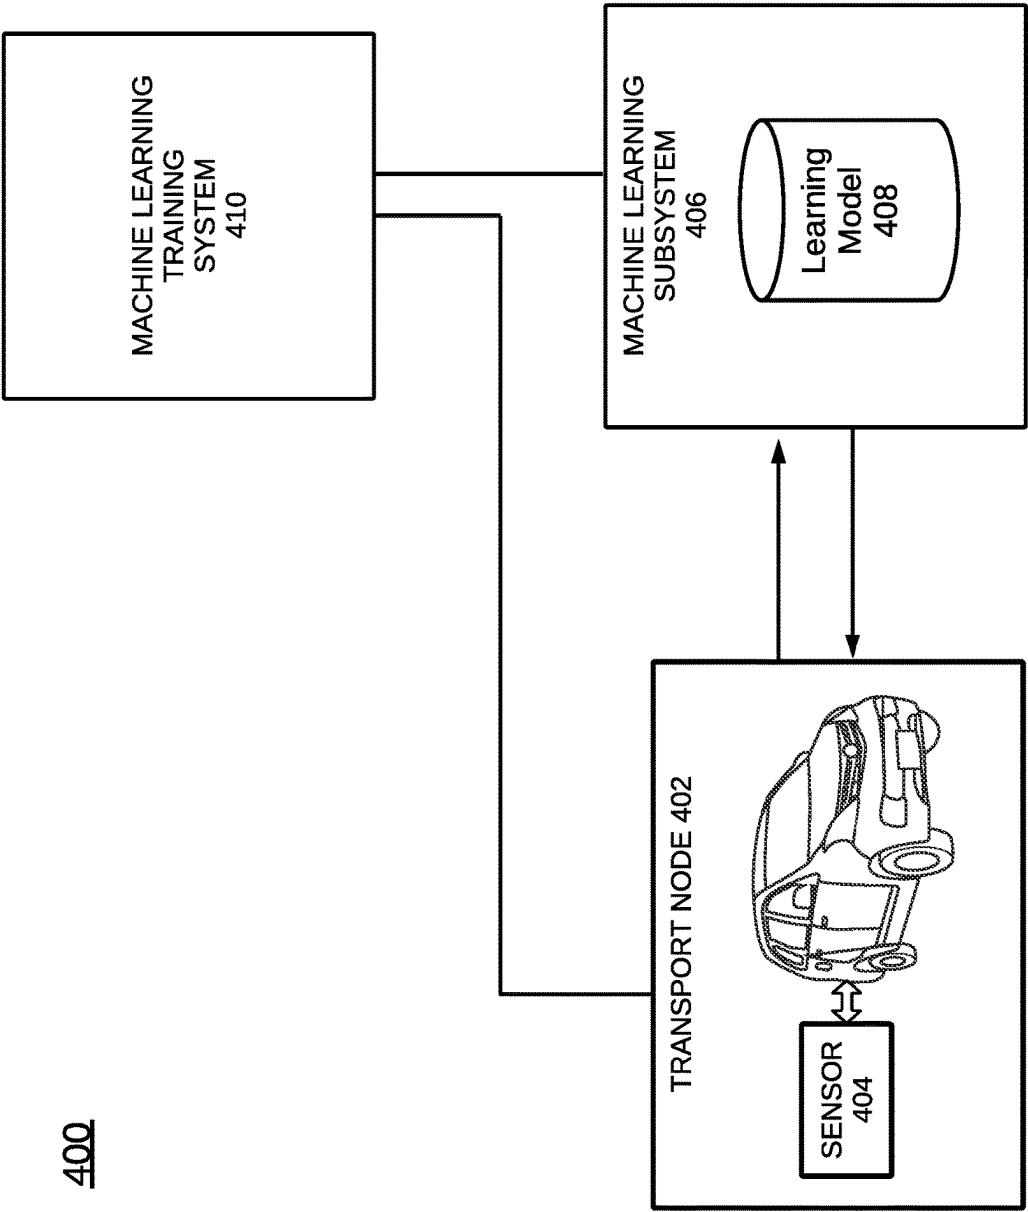 400
MACHINE LEARNING
TRAINING
SYSTEM
410
TRANSPORT NODE 402
SENSOR
404
MACHINE LEARNING
SUBSYSTEM
406
Learning
Model
408